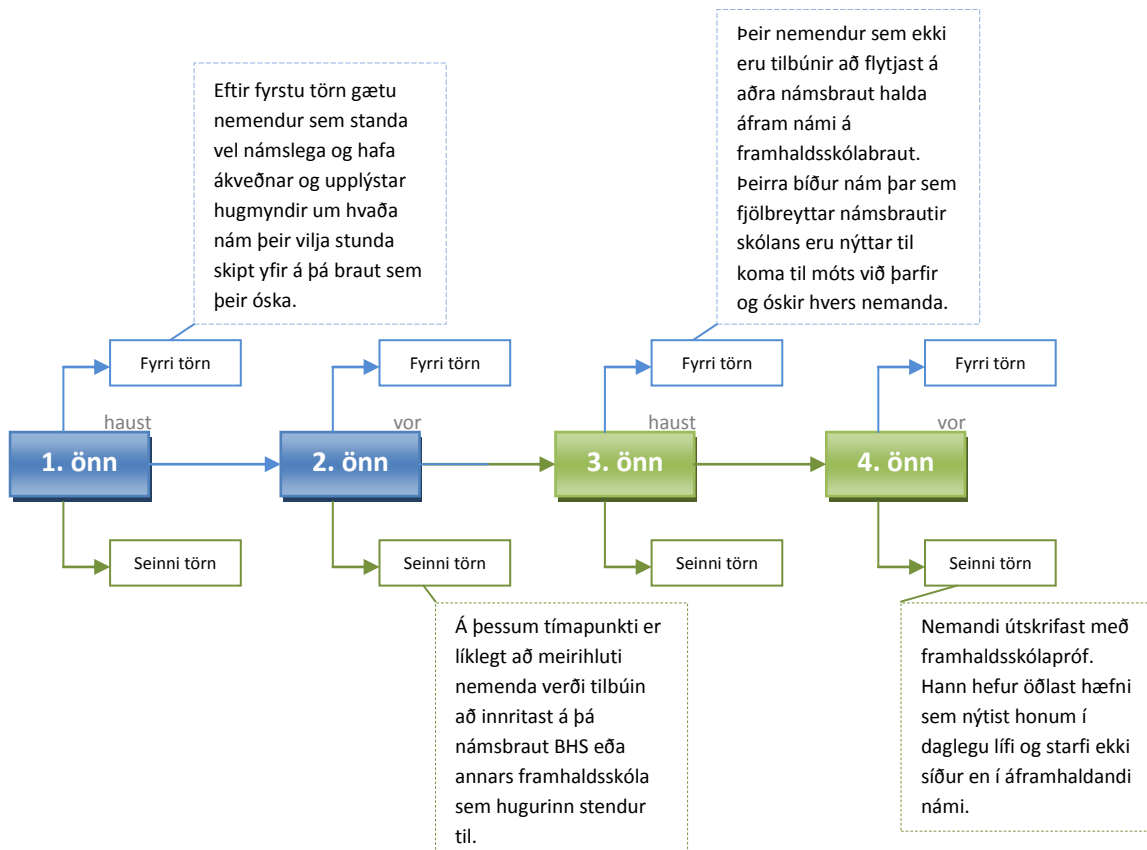 Þeir nemendur sem ekki
eru tilbúnir að flytjast á
aðra námsbraut halda
áfram námi á
framhaldsskólabraut.
Þeirra bíður nám þar sem
fjölbreyttar námsbrautir
skólans eru nýttar til
koma til móts við þarfir
og óskir hvers nemanda.
Eftir fyrstu törn gætu
nemendur sem standa
vel námslega og hafa
ákveðnar og upplýstar
hugmyndir um hvaða
nám þeir vilja stunda
skipt yfir á þá braut sem
þeir óska.
Fyrri törn
Fyrri törn
Fyrri törn
Fyrri törn
haust
vor
haust
vor
1. önn
2. önn
3. önn
4. önn
Seinni törn
Seinni törn
Seinni törn
Seinni törn
Á þessum tímapunkti er
líklegt að meirihluti
nemenda verði tilbúin
að innritast á þá
námsbraut BHS eða
annars framhaldsskóla
sem hugurinn stendur
til.
Nemandi útskrifast með
framhaldsskólapróf.
Hann hefur öðlast hæfni
sem nýtist honum í
daglegu lífi og starfi ekki
síður en í áframhaldandi
námi.